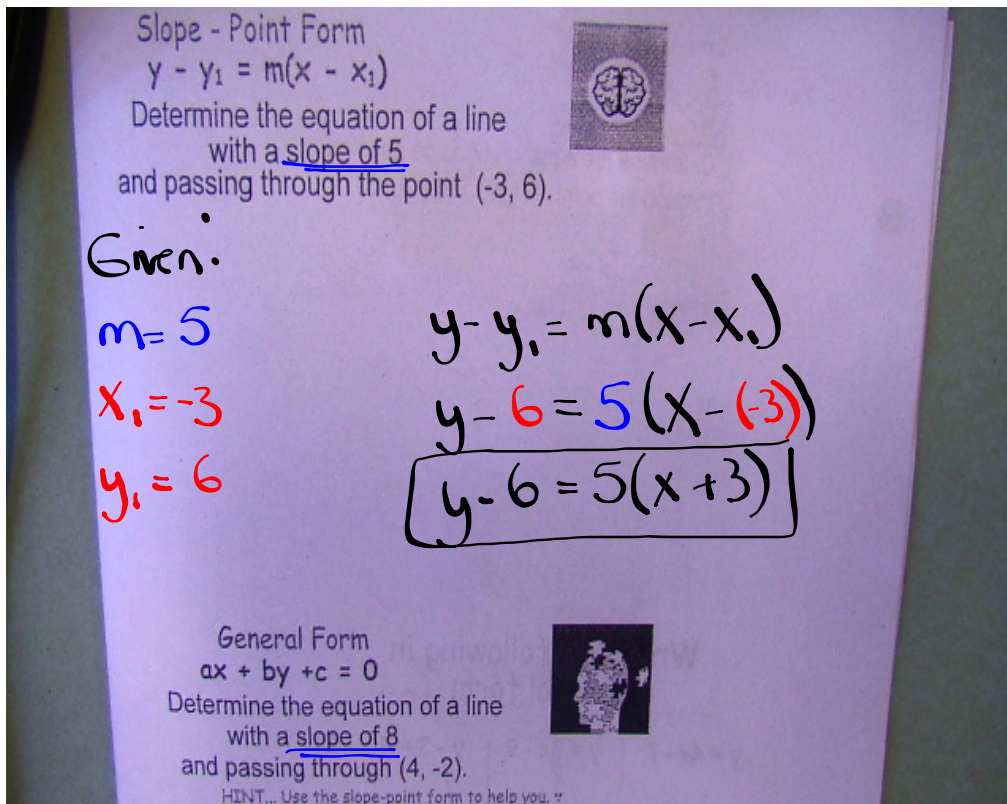 Slope - Point Form
y - y₁ = m(x - x₁)
Determine the equation of a line
with a slope of 5
and passing through the point (-3, 6).
Given:
m = 5
x₁ = -3
y₁ = 6
y - y₁ = m(x - x₁)
y - 6 = 5(x - (-3))
y - 6 = 5(x + 3)
General Form
ax + by +c = 0
Determine the equation of a line
with a slope of 8
and passing through (4, -2).
HINT... Use the slope-point form to help you.